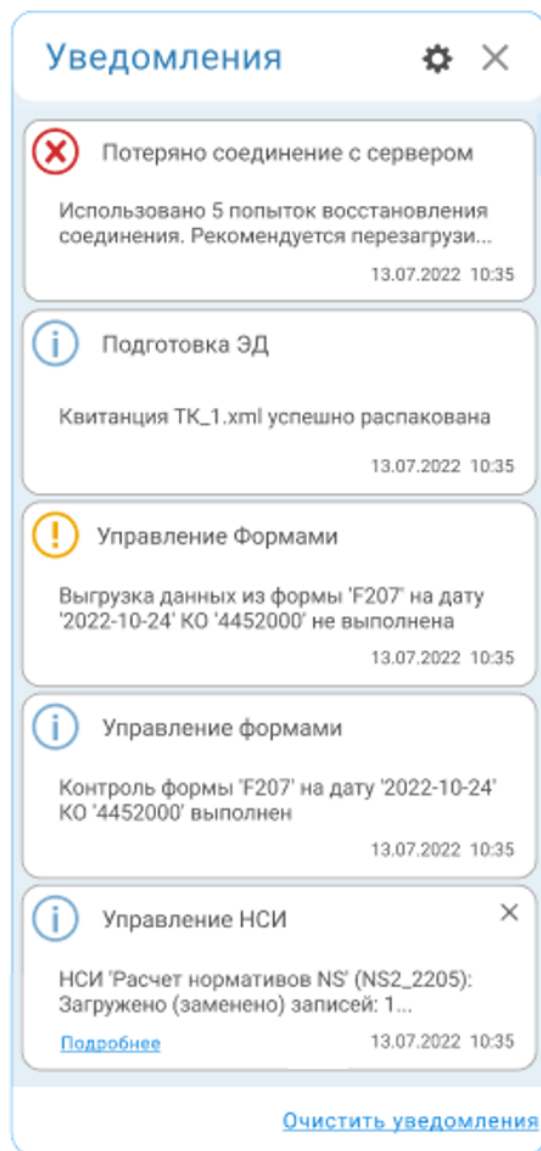 Уведомления
Потеряно соединение с сервером
Использовано 5 попыток восстановления
соединения. Рекомендуется перезагрузи...
13.07.2022 10:35
Подготовка ЭД
Квитанция ТК_1.xml успешно распакована
13.07.2022 10:35
Управление Формами
Выгрузка данных из формы 'F207' на дату
'2022-10-24' КО '4452000' не выполнена
13.07.2022 10:35
Управление формами
Контроль формы 'F207' на дату '2022-10-24'
КО '4452000' выполнен
13.07.2022 10:35
Управление НСИ
НСИ 'Расчет нормативов NS' (NS2_2205):
Загружено (заменено) записей: 1...
Подробнее 13.07.2022 10:35
Очистить уведомления